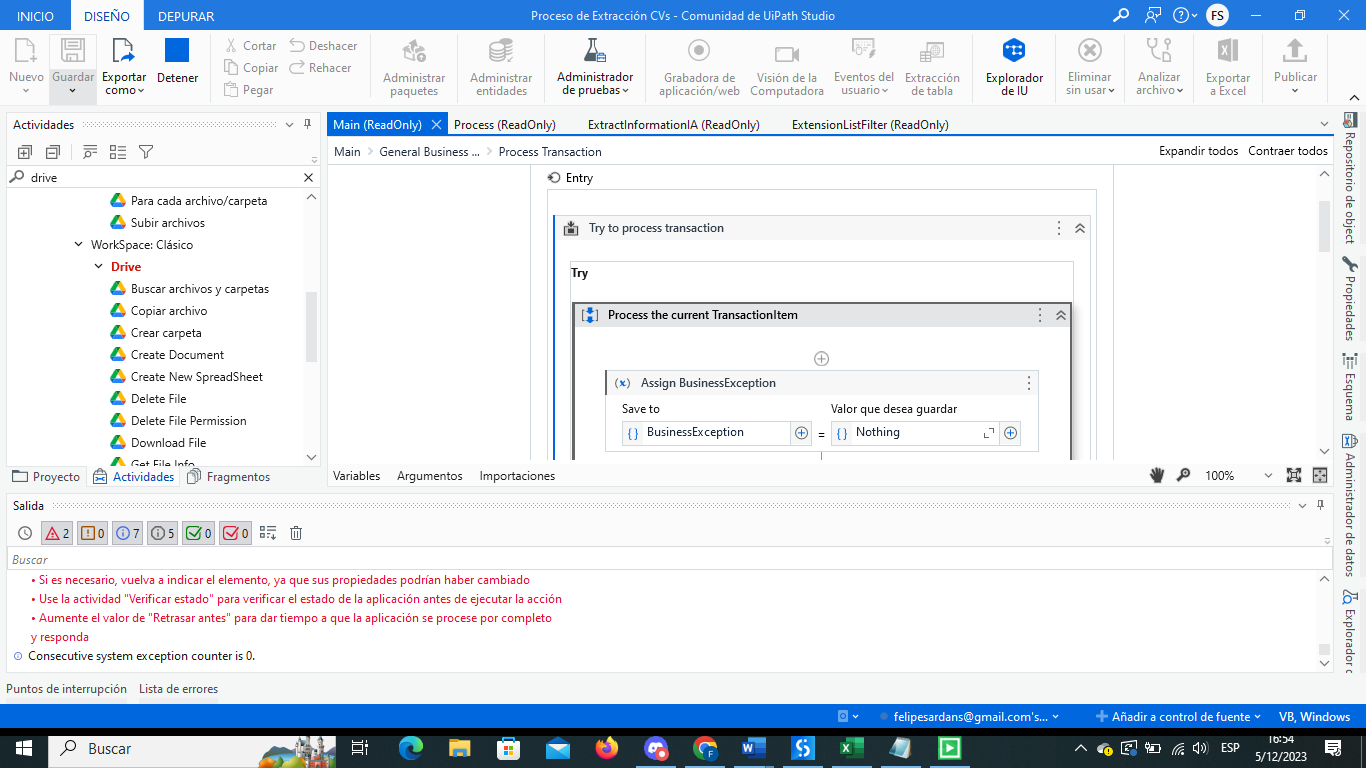 INICIO DISEÑO DEPURAR Proceso de Extracción CVs - Comunidad de UiPath Studio FS
Nuevo Guardar Exportar como Detener
Cortar Copiar Pegar Deshacer Rehacer
Administrar paquetes
Administrar entidades
Administrador de pruebas
Grabadora de aplicación/web
Visión de la Computadora
Eventos del usuario
Extracción de tabla
Explorador de IU
Eliminar sin usar
Analizar archivo
Exportar a Excel
Publicar
Actividades
drive
Para cada archivo/carpeta
Subir archivos
WorkSpace: Clásico
Drive
Buscar archivos y carpetas
Copiar archivo
Crear carpeta
Create Document
Create New SpreadSheet
Delete File
Delete File Permission
Download File
Get File Info
Proyecto Actividades Fragmentos
Main (ReadOnly) Process (ReadOnly) ExtractInformationIA (ReadOnly) ExtensionListFilter (ReadOnly)
Main General Business ... Process Transaction Expandir todos Contraer todos
Entry
Try to process transaction
Try
Process the current TransactionItem
(x) Assign BusinessException
Save to Valor que desea guardar
{ } BusinessException = { } Nothing
Variables Argumentos Importaciones 100%
Repositorio de object
Propiedades
Esquema
Administrador de datos
Explorador
Salida
2 0 7 5 0 0
Buscar
• Si es necesario, vuelva a indicar el elemento, ya que sus propiedades podrían haber cambiado
• Use la actividad "Verificar estado" para verificar el estado de la aplicación antes de ejecutar la acción
• Aumente el valor de "Retrasar antes" para dar tiempo a que la aplicación se procese por completo
y responda
Consecutive system exception counter is 0.
Puntos de interrupción Lista de errores
felipesardans@gmail.com's... Añadir a control de fuente VB, Windows
Buscar
ESP
16:54
5/12/2023